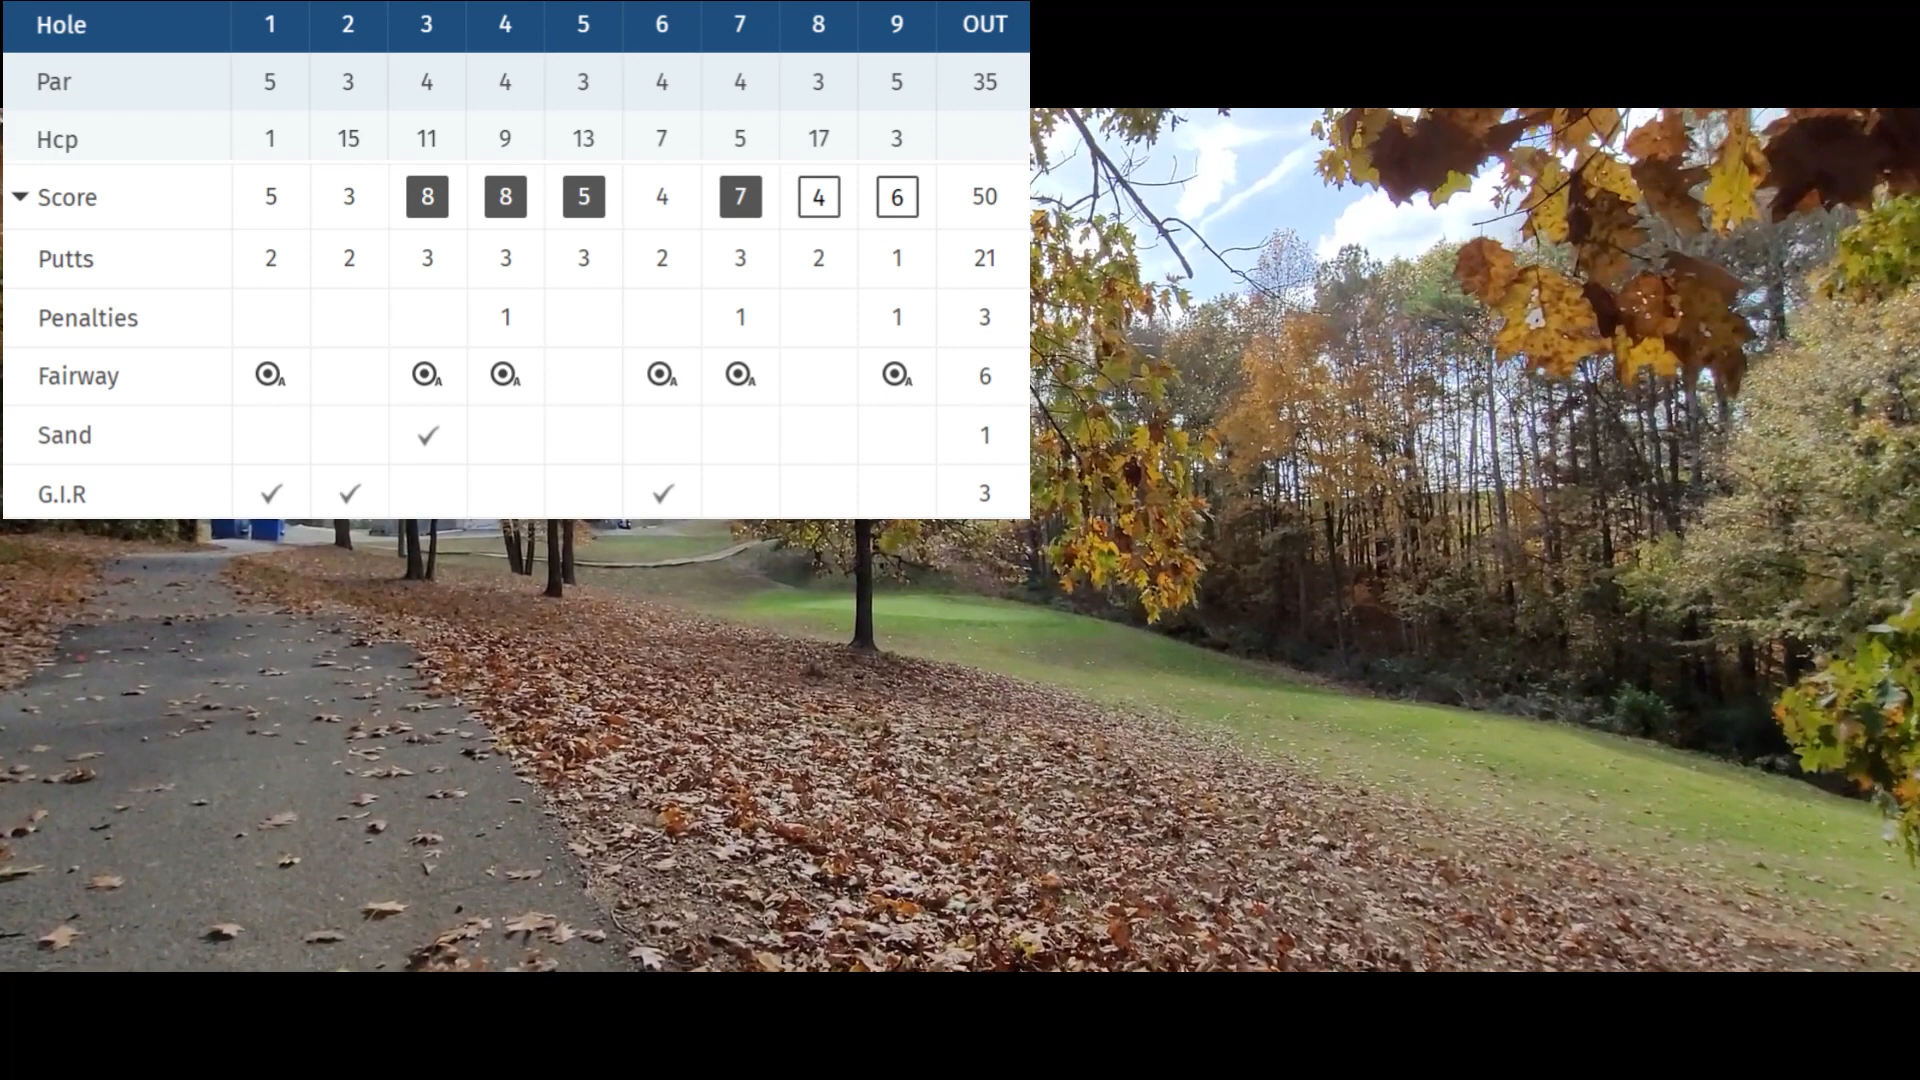 Hole 1 2 3 4 5 6 7 8 9 OUT
Par 5 3 4 4 3 4 4 3 5 35
Hcp 1 15 11 9 13 7 5 17 3
Score 5 3 8 8 5 4 7 4 6 50
Putts 2 2 3 3 3 2 3 2 1 21
Penalties 1 1 1 3
Fairway A A A A A A 6
Sand 1
G.I.R 3